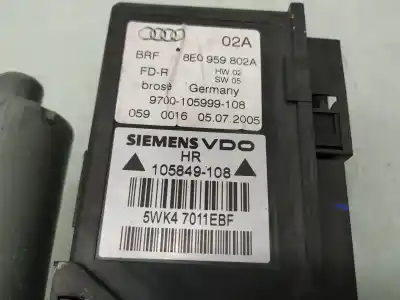 02A
BRF 8E0 959 802A
FD-R HW 02
SW 05
brose Germany
9700-105999-108
059 0016 05.07.2005
SIEMENS VDO
HR
105849-108
5WK4 7011EBF